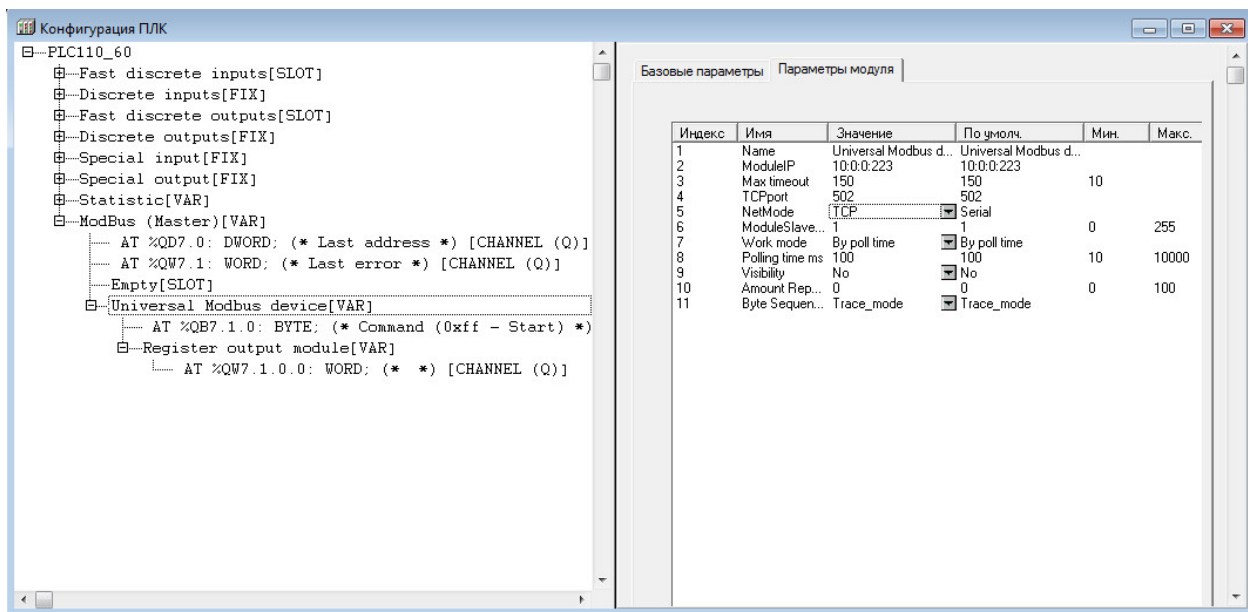 Конфигурация ПЛК
PLC110_60
Fast discrete inputs[SLOT]
Discrete inputs[FIX]
Fast discrete outputs[SLOT]
Discrete outputs[FIX]
Special input[FIX]
Special output[FIX]
Statistic[VAR]
ModBus (Master)[VAR]
AT %QD7.0: DWORD; (* Last address *) [CHANNEL (Q)]
AT %QW7.1: WORD; (* Last error *) [CHANNEL (Q)]
Empty[SLOT]
Universal Modbus device[VAR]
AT %QB7.1.0: BYTE; (* Command (0xff - Start) *)
Register output module[VAR]
AT %QW7.1.0.0: WORD; (* *) [CHANNEL (Q)]
Базовые параметры Параметры модуля
Индекс Имя Значение По умолч. Мин. Макс.
1 Name Universal Modbus d... Universal Modbus d...
2 ModuleIP 10:0:0:223 10:0:0:223
3 Max timeout 150 150 10
4 TCPport 502 502
5 NetMode TCP Serial
6 ModuleSlave... 1 1 0 255
7 Work mode By poll time By poll time
8 Polling time ms 100 100 10 10000
9 Visibility No No
10 Amount Rep... 0 0 0 100
11 Byte Sequen... Trace_mode Trace_mode